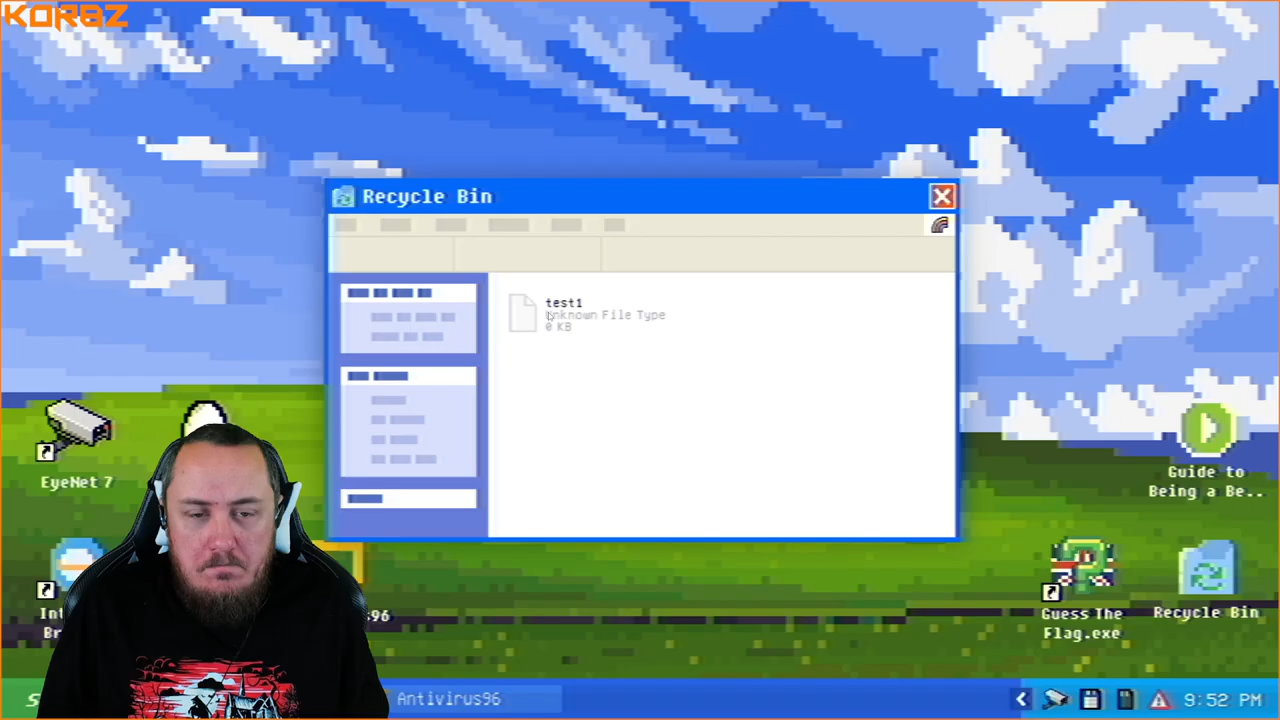 KORBZ
Recycle Bin
test1
Unknown File Type
0 KB
EyeNet 7
Guide to
Being a Be..
Guess The
Flag.exe
Recycle Bin
Antivirus96
9:52 PM